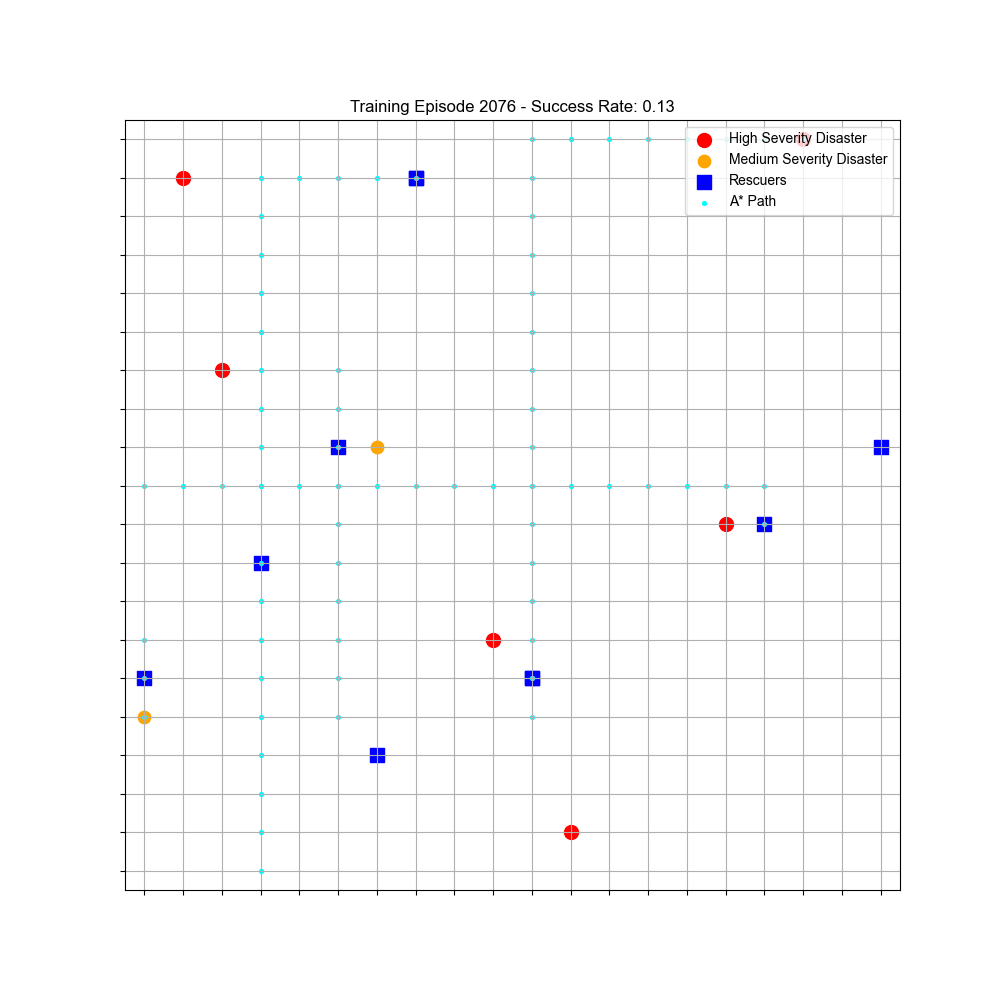 Training Episode 2076 - Success Rate: 0.13
High Severity Disaster
Medium Severity Disaster
Rescuers
A* Path